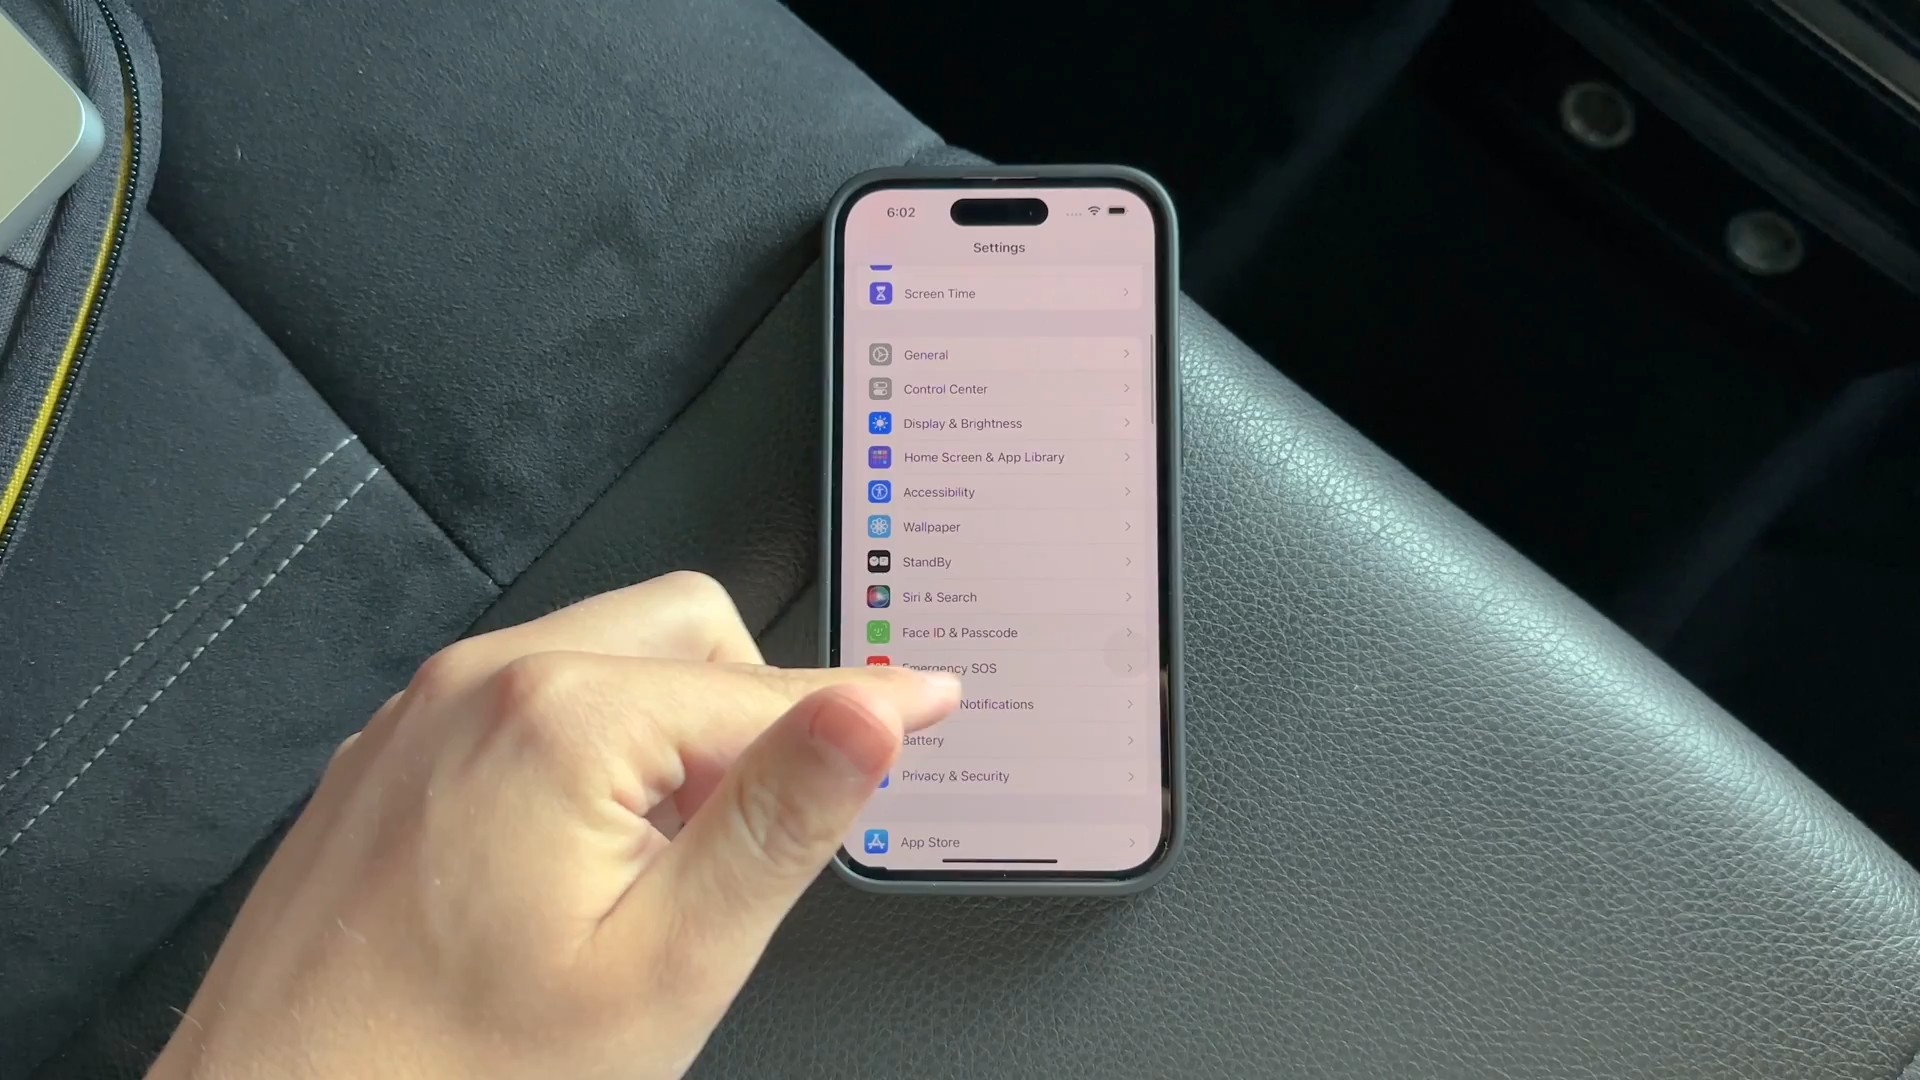 6:02
Settings
Screen Time
General
Control Center
Display & Brightness
Home Screen & App Library
Accessibility
Wallpaper
StandBy
Siri & Search
Face ID & Passcode
Emergency SOS
Notifications
Battery
Privacy & Security
App Store